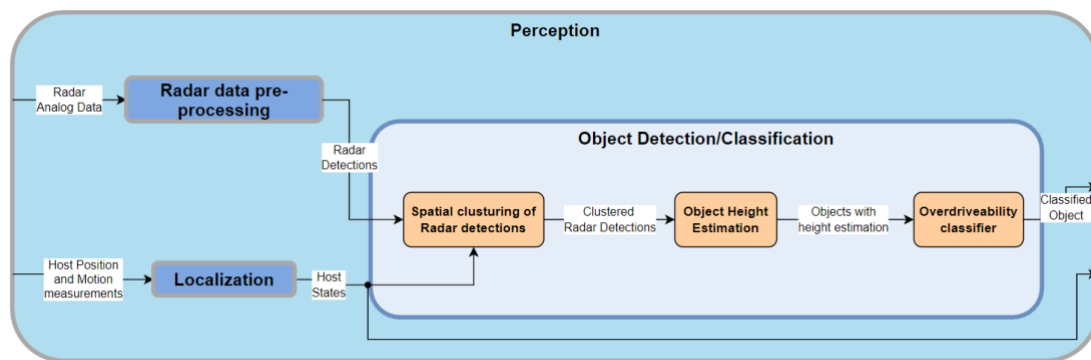 Perception
Radar
Analog Data
Radar data pre-
processing
Radar
Detections
Object Detection/Classification
Spatial clusturing of
Radar detections
Clustered
Radar Detections
Object Height
Estimation
Objects with
height estimation
Overdriveability
classifier
Classified
Object
Host Position
and Motion
measurements
Localization
Host
States